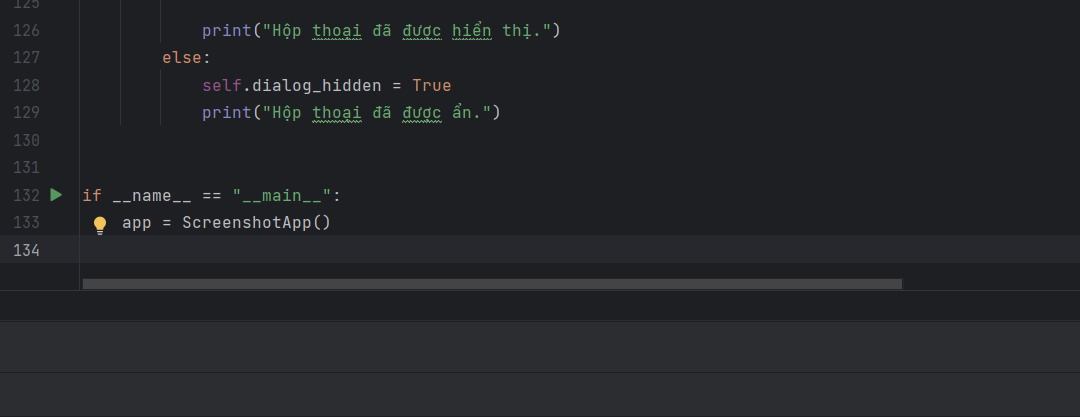 125
126 print("Hộp thoại đã được hiển thị.")
127 else:
128 self.dialog_hidden = True
129 print("Hộp thoại đã được ẩn.")
130
131
132 if __name__ == "__main__":
133 app = ScreenshotApp()
134